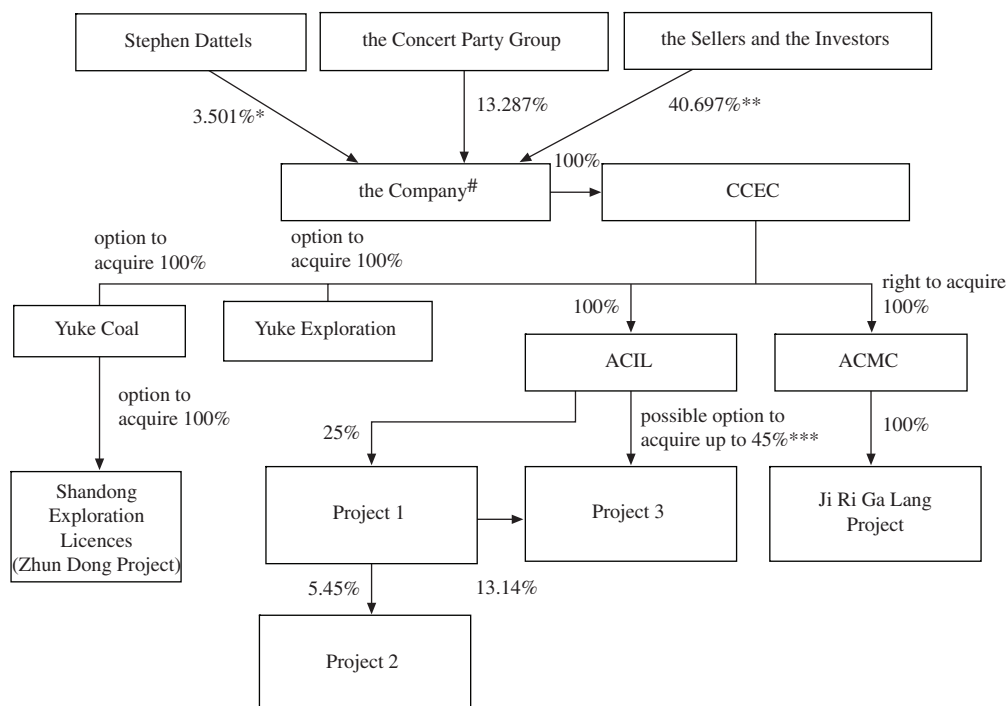 Stephen Dattels
the Concert Party Group
the Sellers and the Investors
3.501%*
13.287%
40.697%**
the Company#
100%
CCEC
option to
acquire 100%
option to
acquire 100%
right to acquire
100%
100%
Yuke Coal
Yuke Exploration
ACIL
ACMC
option to
acquire 100%
25%
possible option to
acquire up to 45%***
100%
Shandong
Exploration
Licences
(Zhun Dong Project)
Project 1
Project 3
Ji Ri Ga Lang
Project
5.45%
13.14%
Project 2